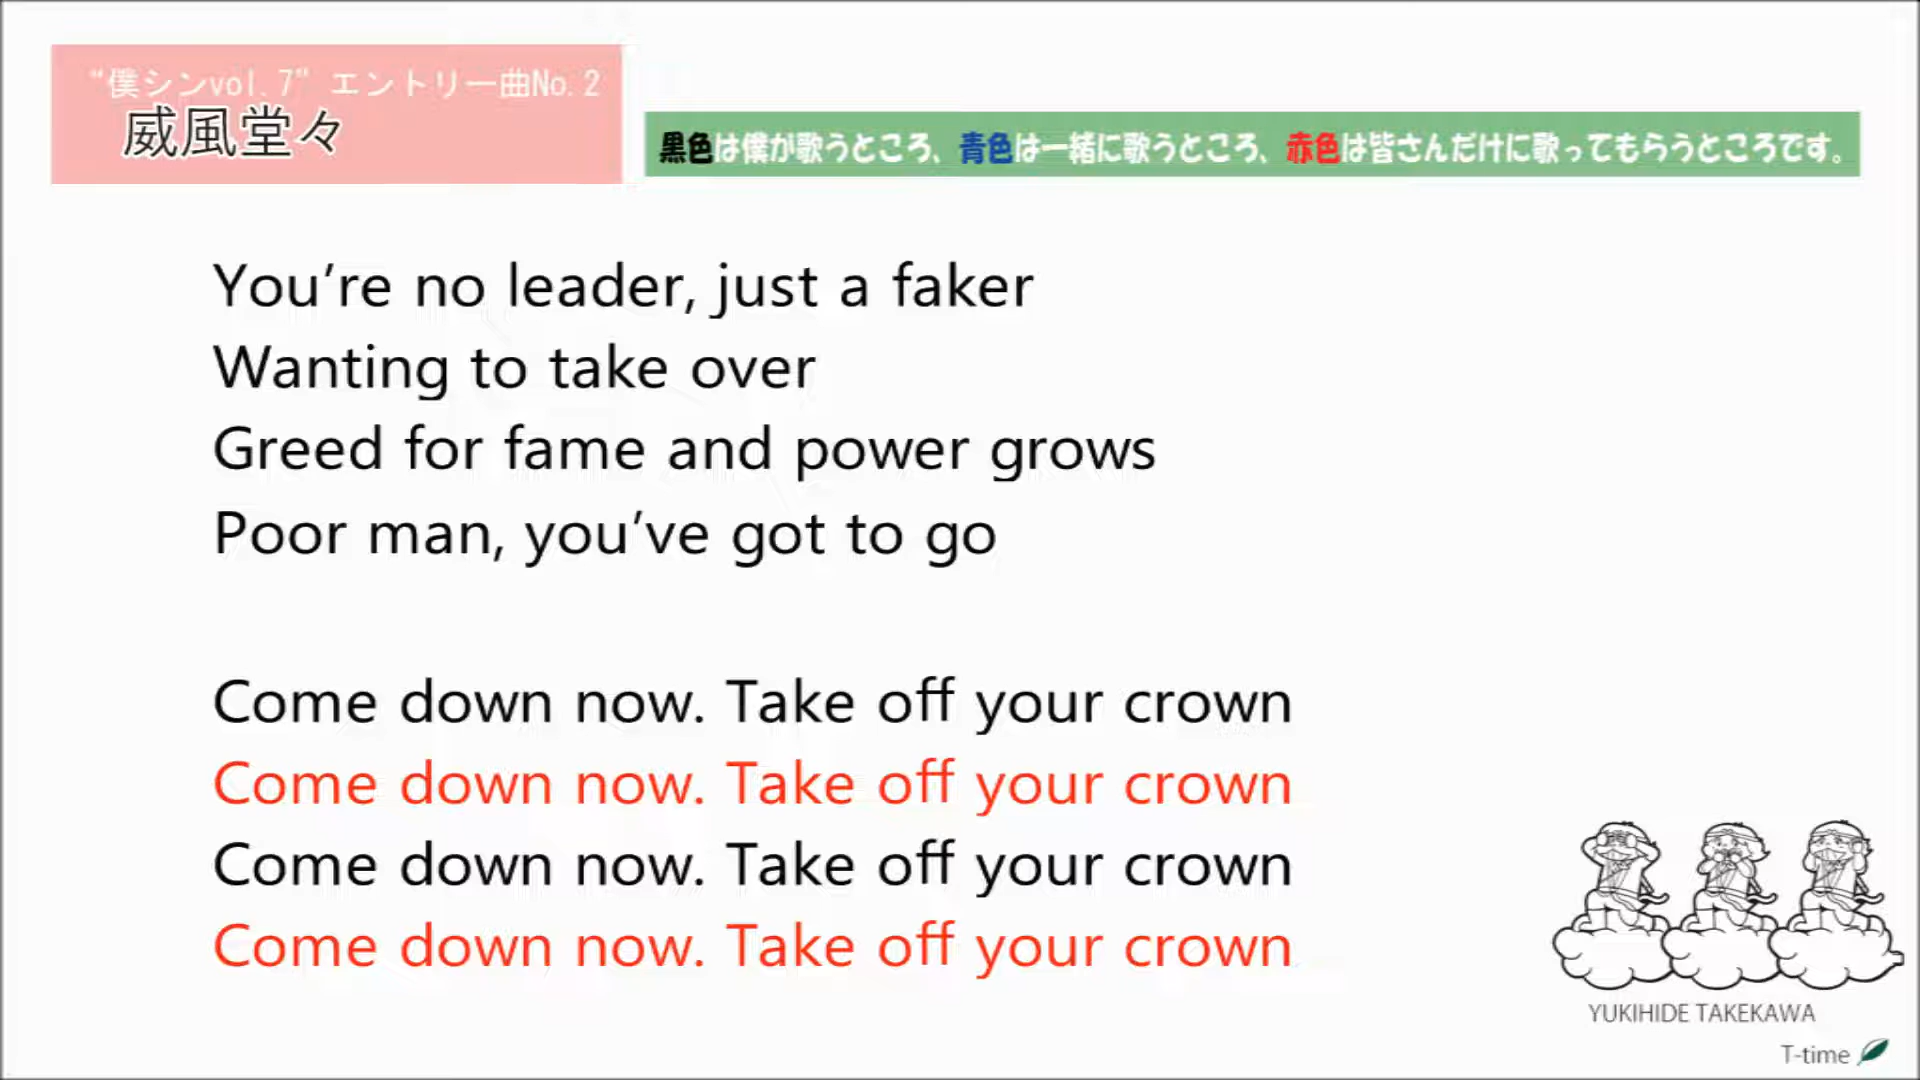 “僕シンvol.7”エントリー曲No.2
威風堂々
黒色は僕が歌うところ、青色は一緒に歌うところ、赤色は皆さんだけに歌ってもらうところです。
You’re no leader, just a faker
Wanting to take over
Greed for fame and power grows
Poor man, you’ve got to go
Come down now. Take off your crown
Come down now. Take off your crown
Come down now. Take off your crown
Come down now. Take off your crown
YUKIHIDE TAKEKAWA
T-time